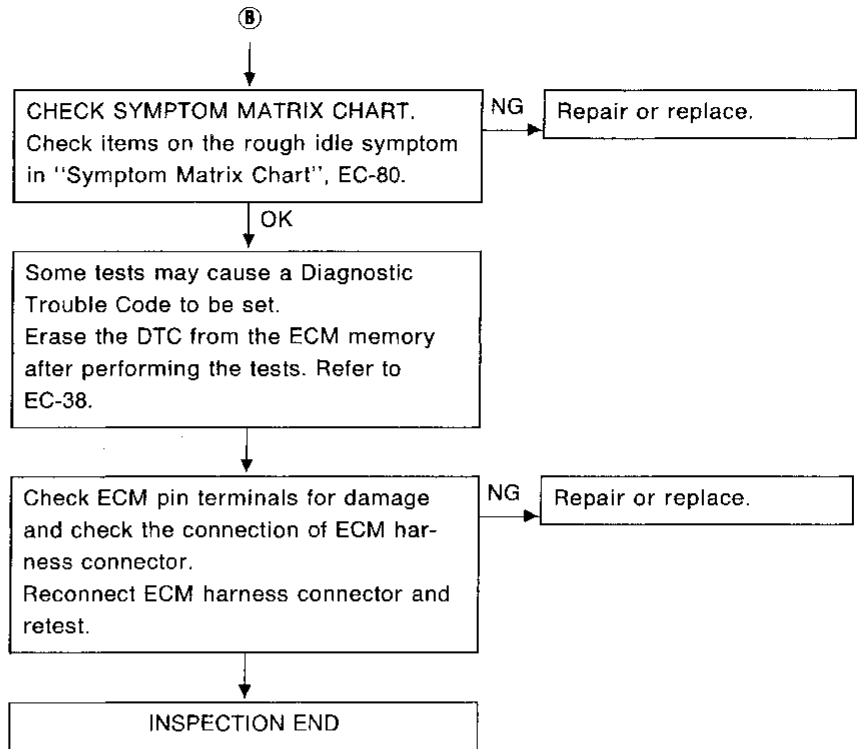 B
CHECK SYMPTOM MATRIX CHART.
Check items on the rough idle symptom
in "Symptom Matrix Chart", EC-80.
NG
Repair or replace.
OK
Some tests may cause a Diagnostic
Trouble Code to be set.
Erase the DTC from the ECM memory
after performing the tests. Refer to
EC-38.
Check ECM pin terminals for damage
and check the connection of ECM har-
ness connector.
Reconnect ECM harness connector and
retest.
NG
Repair or replace.
INSPECTION END